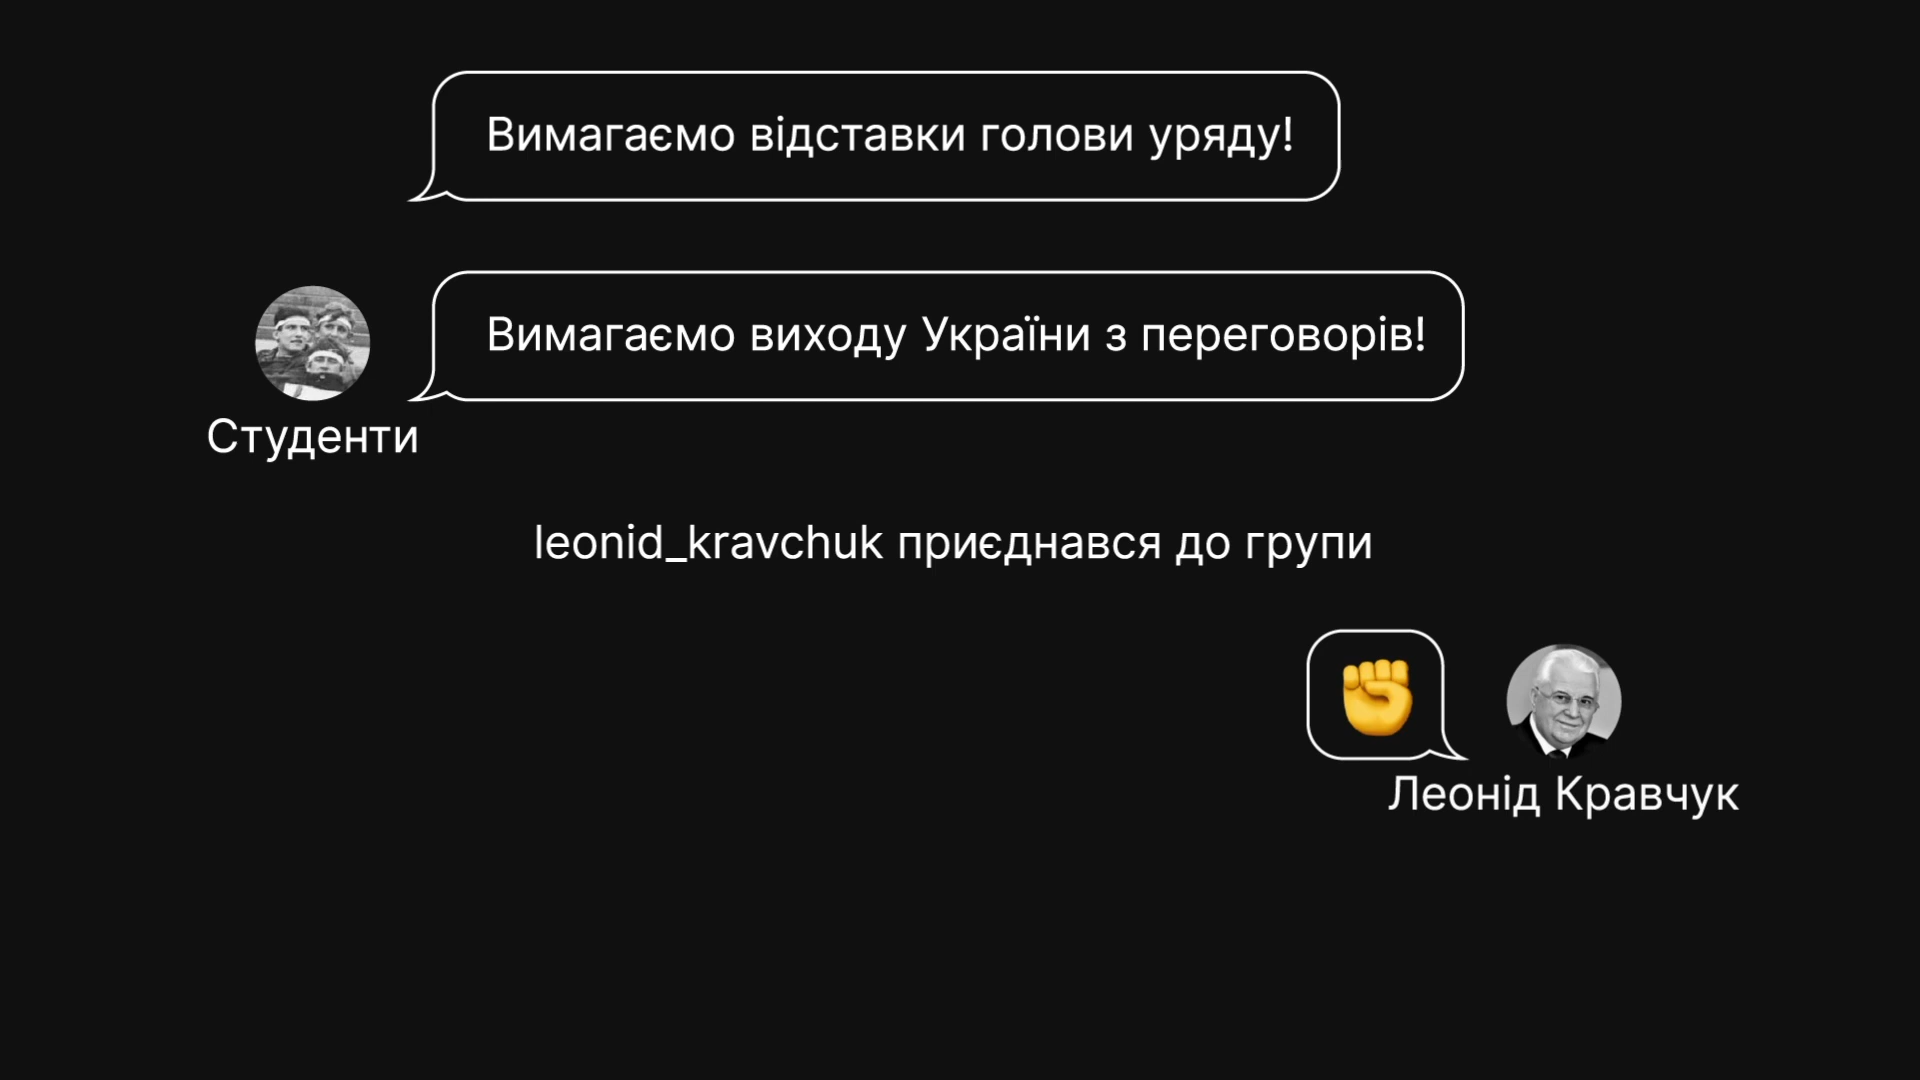 Вимагаємо відставки голови уряду!
Вимагаємо виходу України з переговорів!
Студенти
leonid_kravchuk приєднався до групи
✊
Леонід Кравчук